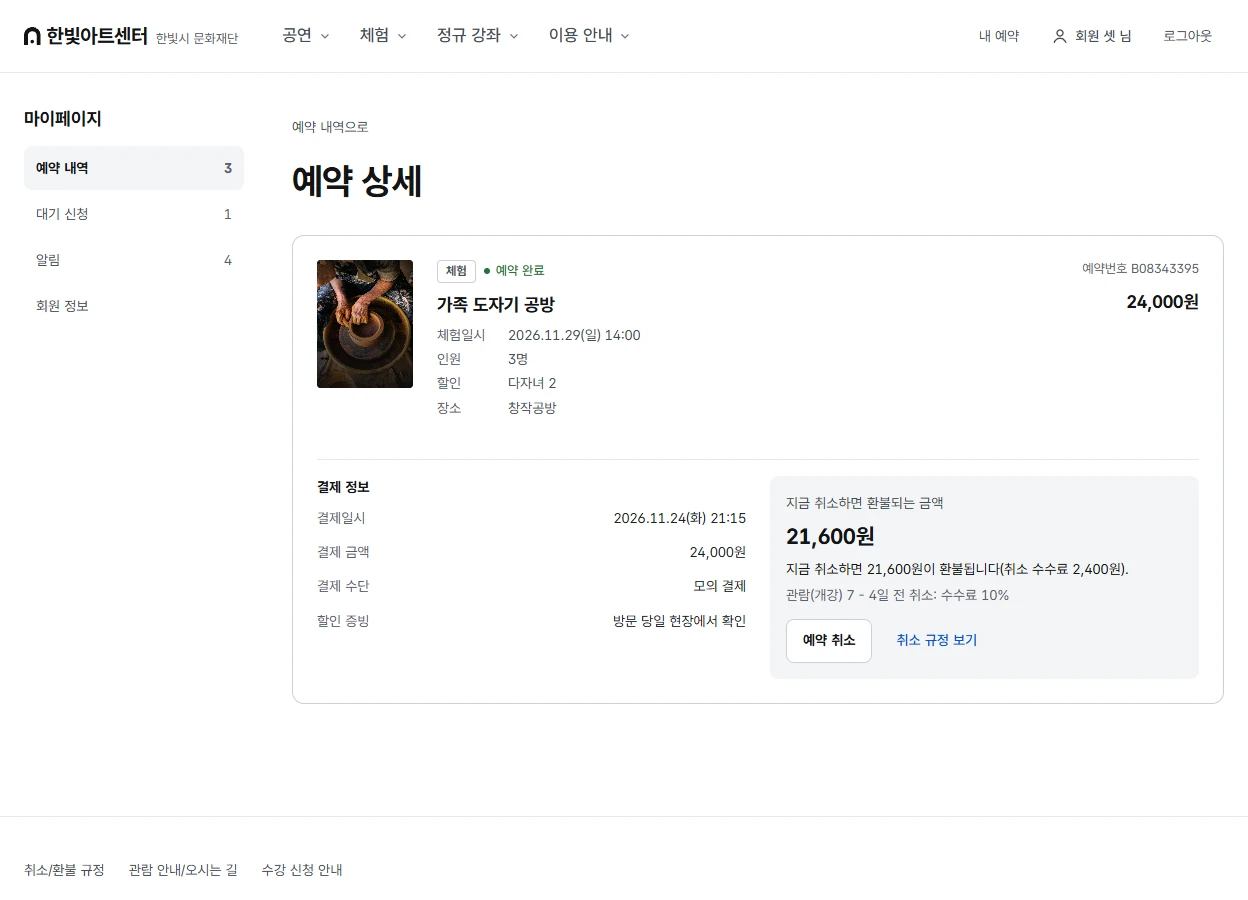 한빛아트센터 한빛시 문화재단 공연 체험 정규 강좌 이용 안내 내 예약 회원 셋 님 로그아웃
마이페이지
예약 내역 3
대기 신청 1
알림 4
회원 정보
예약 내역으로
예약 상세
체험 예약 완료 예약번호 B08343395
가족 도자기 공방 24,000원
체험일시 2026.11.29(일) 14:00
인원 3명
할인 다자녀 2
장소 창작공방
결제 정보
결제일시 2026.11.24(화) 21:15
결제 금액 24,000원
결제 수단 모의 결제
할인 증빙 방문 당일 현장에서 확인
지금 취소하면 환불되는 금액
21,600원
지금 취소하면 21,600원이 환불됩니다(취소 수수료 2,400원).
관람(개강) 7 - 4일 전 취소: 수수료 10%
예약 취소 취소 규정 보기
취소/환불 규정 관람 안내/오시는 길 수강 신청 안내